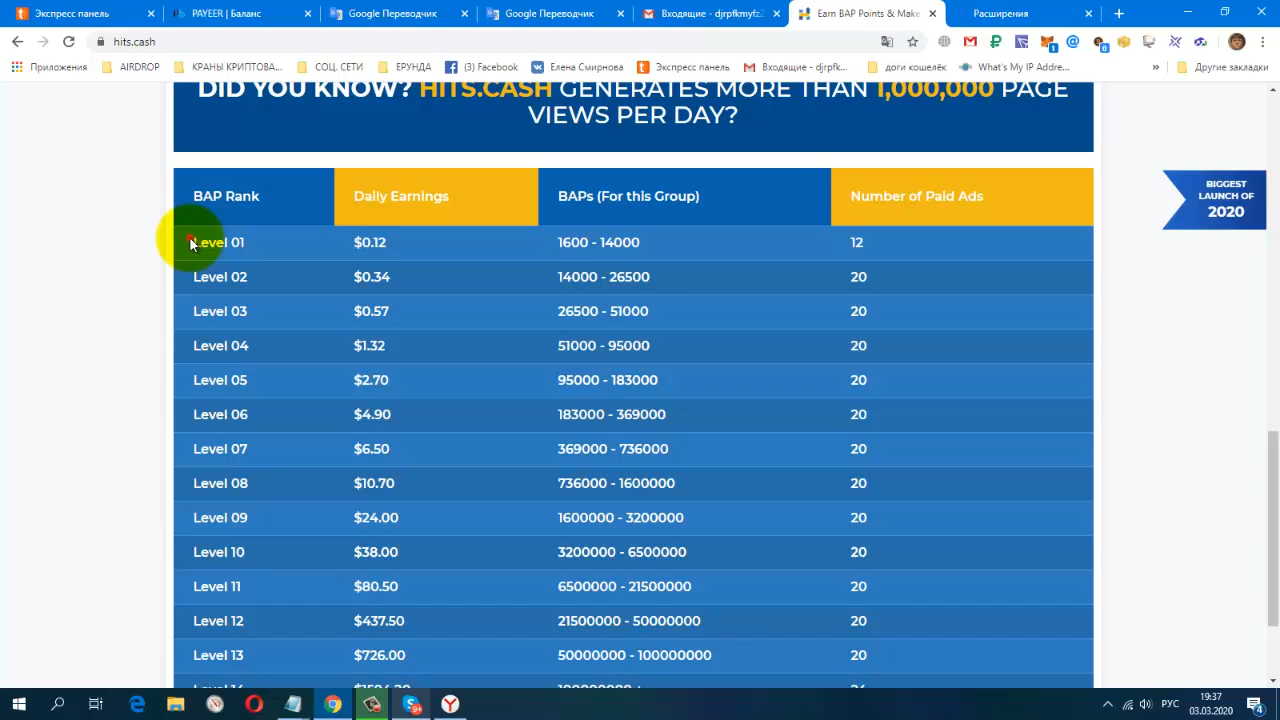 Экспресс панель
PAYEER | Баланс
Google Переводчик
Google Переводчик
Входящие - djrpfkmyfz2
Earn BAP Points & Make
Расширения
hits.cash
Приложения
AIRDROP
КРАНЫ КРИПТОВА...
СОЦ. СЕТИ
ЕРУНДА
(3) Facebook
Елена Смирнова
Экспресс панель
Входящие - djrpfk...
доги кошелёк
What's My IP Addre...
»
Другие закладки
DID YOU KNOW? HITS.CASH GENERATES MORE THAN 1,000,000 PAGE
VIEWS PER DAY?
BIGGEST
LAUNCH OF
2020
BAP Rank Daily Earnings BAPs (For this Group) Number of Paid Ads
Level 01 $0.12 1600 - 14000 12
Level 02 $0.34 14000 - 26500 20
Level 03 $0.57 26500 - 51000 20
Level 04 $1.32 51000 - 95000 20
Level 05 $2.70 95000 - 183000 20
Level 06 $4.90 183000 - 369000 20
Level 07 $6.50 369000 - 736000 20
Level 08 $10.70 736000 - 1600000 20
Level 09 $24.00 1600000 - 3200000 20
Level 10 $38.00 3200000 - 6500000 20
Level 11 $80.50 6500000 - 21500000 20
Level 12 $437.50 21500000 - 50000000 20
Level 13 $726.00 50000000 - 100000000 20
РУС
19:37
03.03.2020